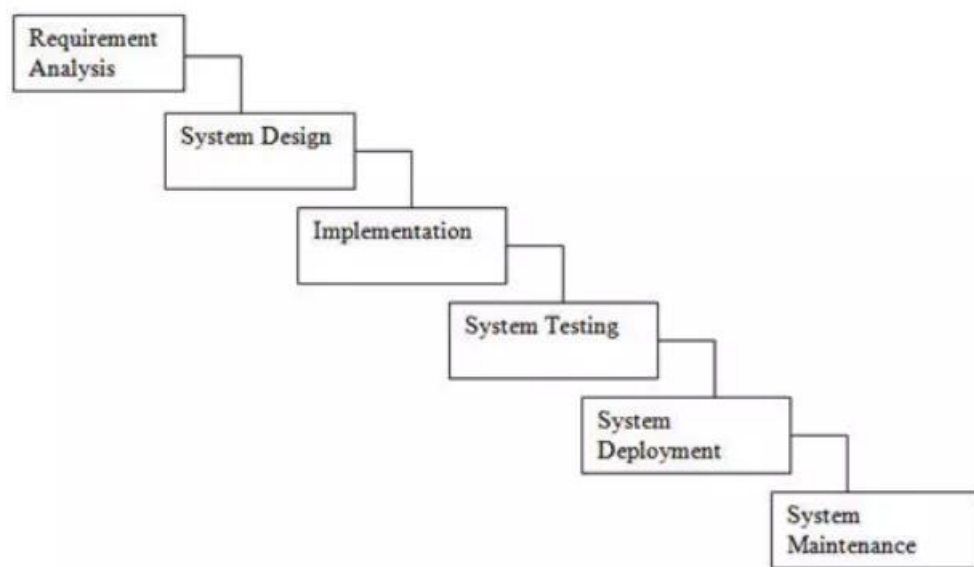 Requirement
Analysis
System Design
Implementation
System Testing
System
Deployment
System
Maintenance